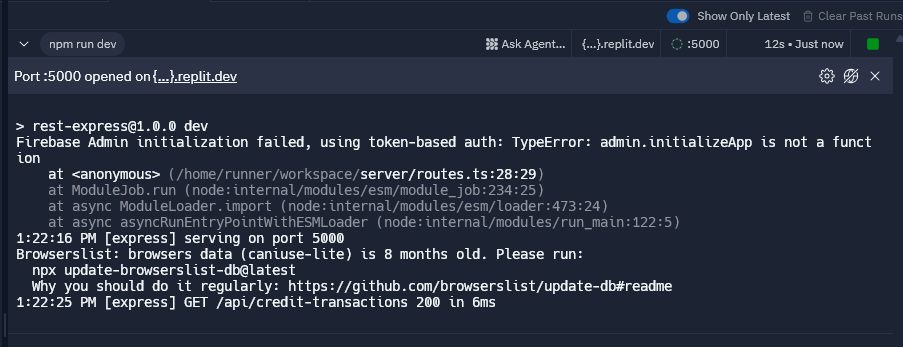 Show Only Latest
Clear Past Runs
npm run dev
Ask Agent...
{...}.replit.dev
:5000
12s • Just now
Port :5000 opened on {...}.replit.dev
> rest-express@1.0.0 dev
Firebase Admin initialization failed, using token-based auth: TypeError: admin.initializeApp is not a funct
ion
    at <anonymous> (/home/runner/workspace/server/routes.ts:28:29)
    at ModuleJob.run (node:internal/modules/esm/module_job:234:25)
    at async ModuleLoader.import (node:internal/modules/esm/loader:473:24)
    at async asyncRunEntryPointWithESMLoader (node:internal/modules/run_main:122:5)
1:22:16 PM [express] serving on port 5000
Browserslist: browsers data (caniuse-lite) is 8 months old. Please run:
  npx update-browserslist-db@latest
  Why you should do it regularly: https://github.com/browserslist/update-db#readme
1:22:25 PM [express] GET /api/credit-transactions 200 in 6ms